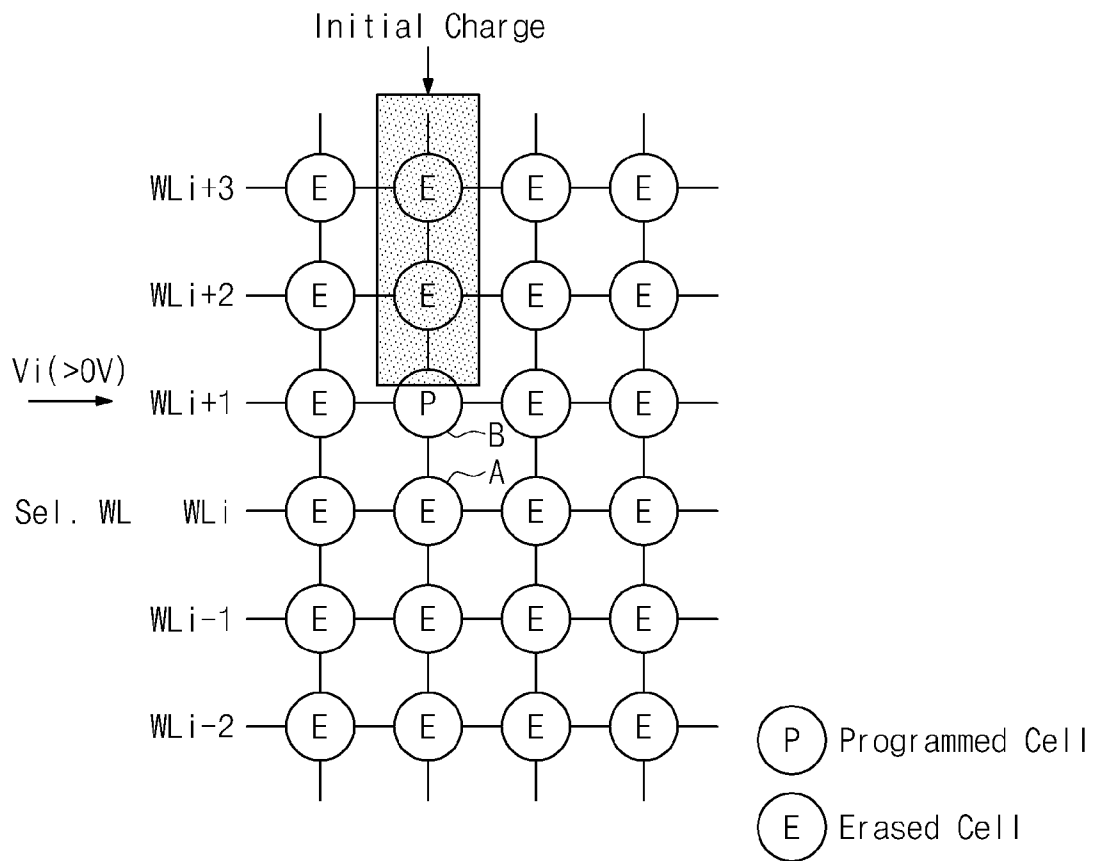 Initial Charge
WLi+3 E E E E
WLi+2 E E E E
Vi(>0V) WLi+1 E P E E
B
A
Sel. WL WLi E E E E
WLi-1 E E E E
WLi-2 E E E E
P Programmed Cell
E Erased Cell